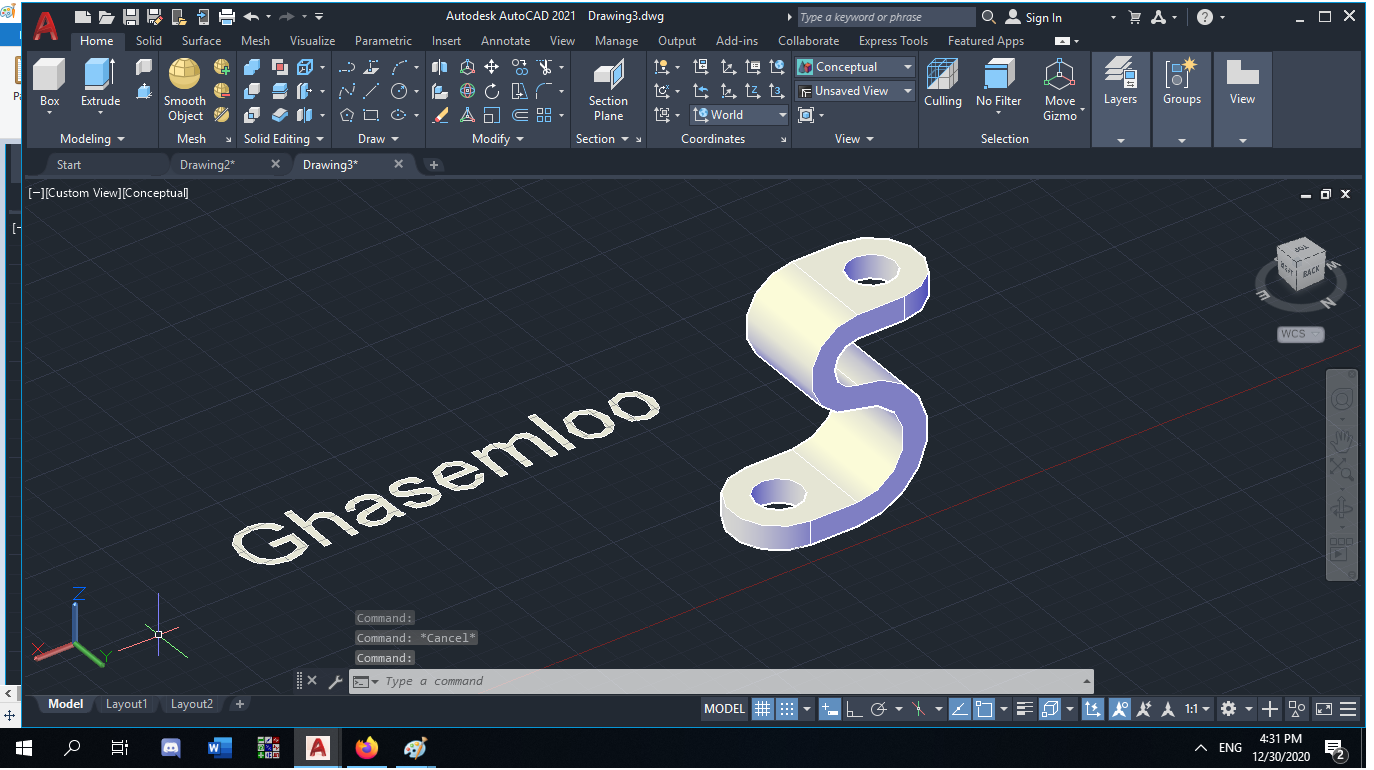 Autodesk AutoCAD 2021 Drawing3.dwg
Type a keyword or phrase
Sign In
Home Solid Surface Mesh Visualize Parametric Insert Annotate View Manage Output Add-ins Collaborate Express Tools Featured Apps
Box
Extrude
Smooth Object
Section Plane
World
Conceptual
Unsaved View
Culling
No Filter
Move Gizmo
Layers
Groups
View
Modeling
Mesh
Solid Editing
Draw
Modify
Section
Coordinates
View
Selection
Start
Drawing2*
Drawing3*
[−][Custom View][Conceptual]
TOP
LEFT
BACK
E
N
WCS
Ghasemloo
Z
X
Y
Command:
Command: *Cancel*
Command:
Type a command
Model Layout1 Layout2
MODEL
1:1
ENG
4:31 PM
12/30/2020
2